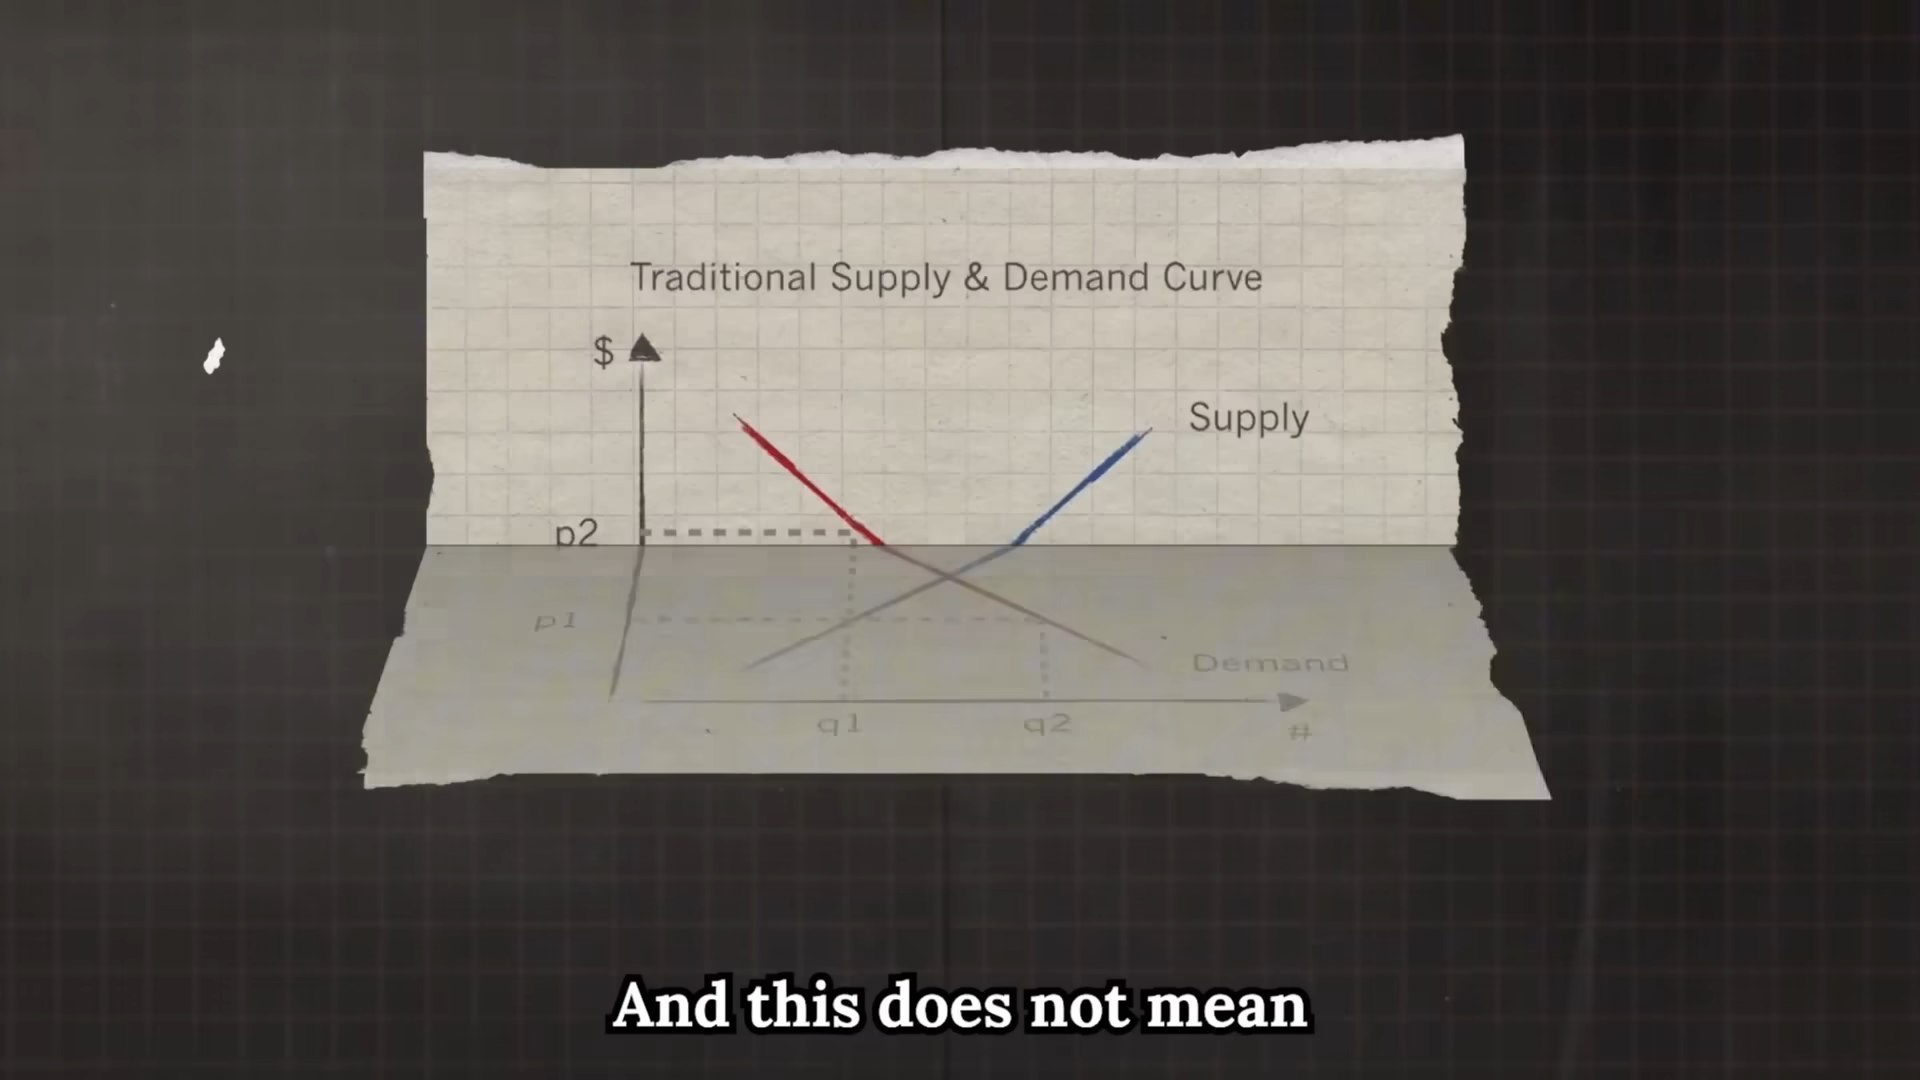 Traditional Supply & Demand Curve
$
Supply
p2
p1
Demand
q1
q2
#
And this does not mean